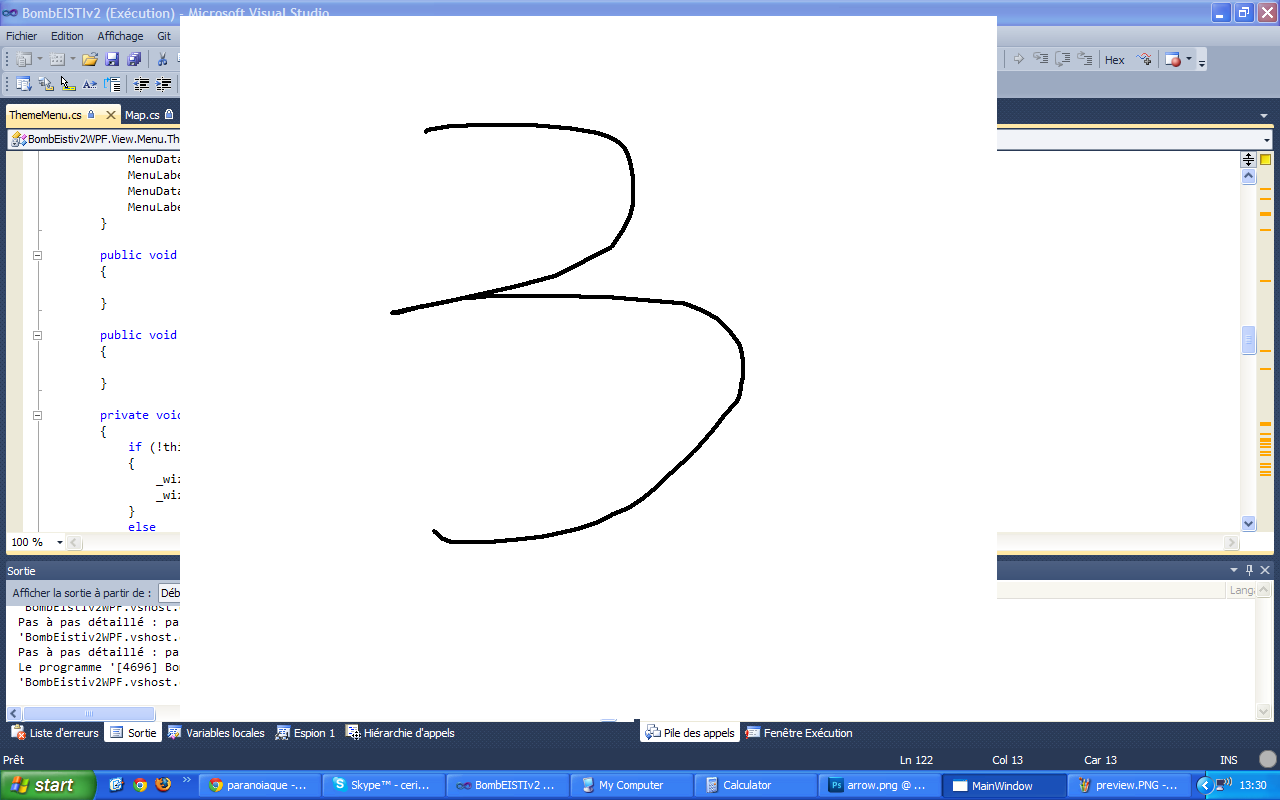 BombEISTIv2 (Exécution) - Microsoft Visual Studio
Fichier Edition Affichage Git
Hex
ThemeMenu.cs Map.cs
BombEistiv2WPF.View.Menu.Th
MenuData
MenuLabe
MenuData
MenuLabe
}
public void
{
}
public void
{
}
private void
{
if (!thi
{
_wiz
_wiz
}
else
3
100 %
Sortie
Afficher la sortie à partir de : Déb
Lang
'BombEistiv2WPF.vshost.
Pas à pas détaillé : pa
'BombEistiv2WPF.vshost.
Pas à pas détaillé : pa
Le programme '[4696] Bom
'BombEistiv2WPF.vshost.
Liste d'erreurs Sortie Variables locales Espion 1 Hiérarchie d'appels Pile des appels Fenêtre Exécution
Prêt Ln 122 Col 13 Car 13 INS
start paranoiaque -... Skype™ - ceri... BombEISTIv2 ... My Computer Calculator arrow.png @ ... MainWindow preview.PNG -... 13:30